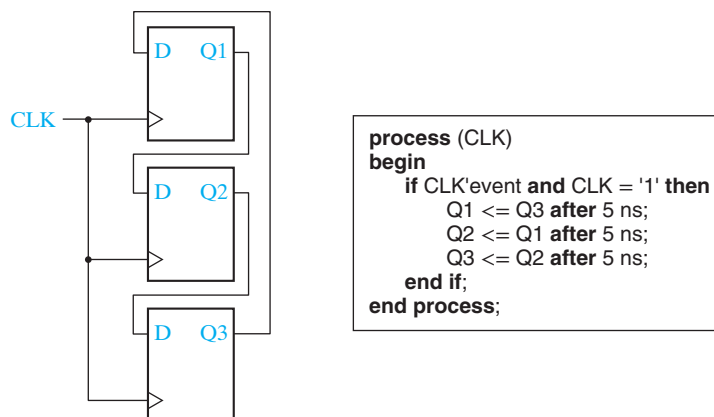 D Q1
CLK
D Q2
D Q3
process (CLK)
begin
if CLK'event and CLK = '1' then
Q1 <= Q3 after 5 ns;
Q2 <= Q1 after 5 ns;
Q3 <= Q2 after 5 ns;
end if;
end process;